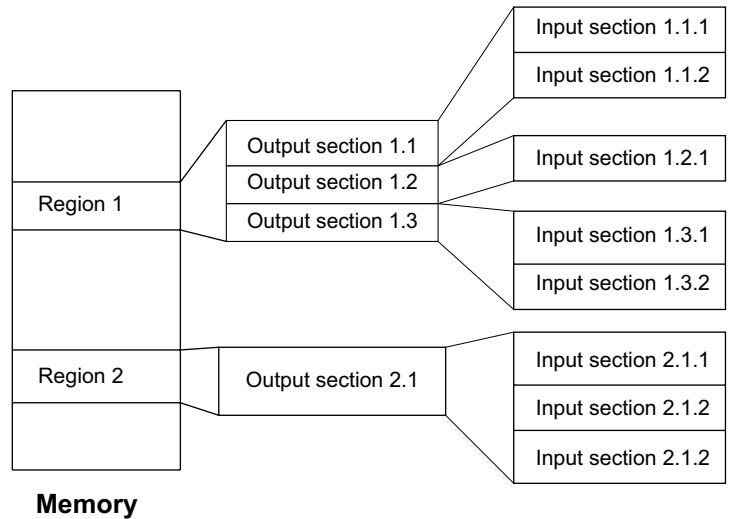 Input section 1.1.1
Input section 1.1.2
Output section 1.1
Output section 1.2
Output section 1.3
Input section 1.2.1
Region 1
Input section 1.3.1
Input section 1.3.2
Region 2
Output section 2.1
Input section 2.1.1
Input section 2.1.2
Input section 2.1.2
Memory